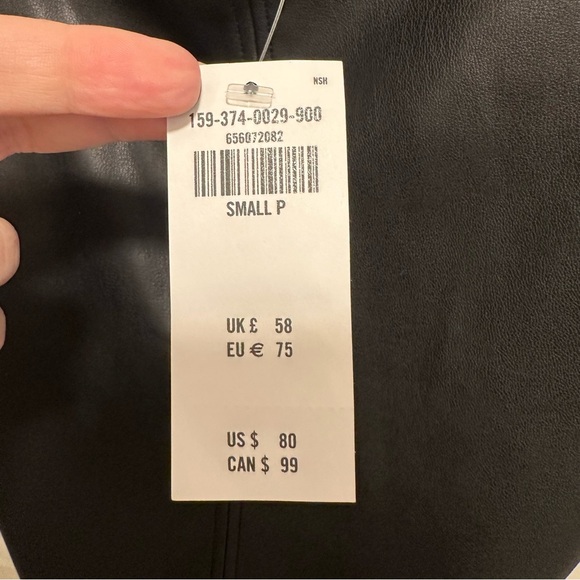 NSH
159-374-0029-900
656072082
SMALL P
UK £ 58
EU € 75
US $ 80
CAN $ 99